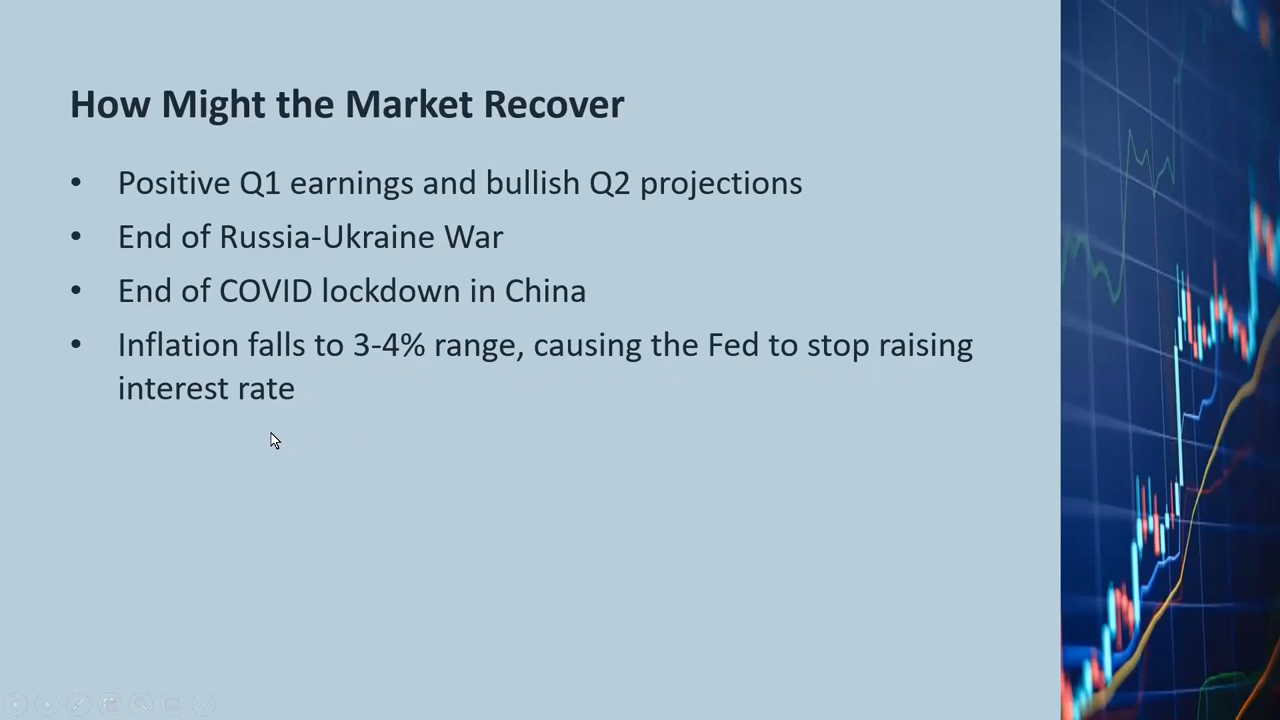 How Might the Market Recover
• Positive Q1 earnings and bullish Q2 projections
• End of Russia-Ukraine War
• End of COVID lockdown in China
• Inflation falls to 3-4% range, causing the Fed to stop raising
interest rate